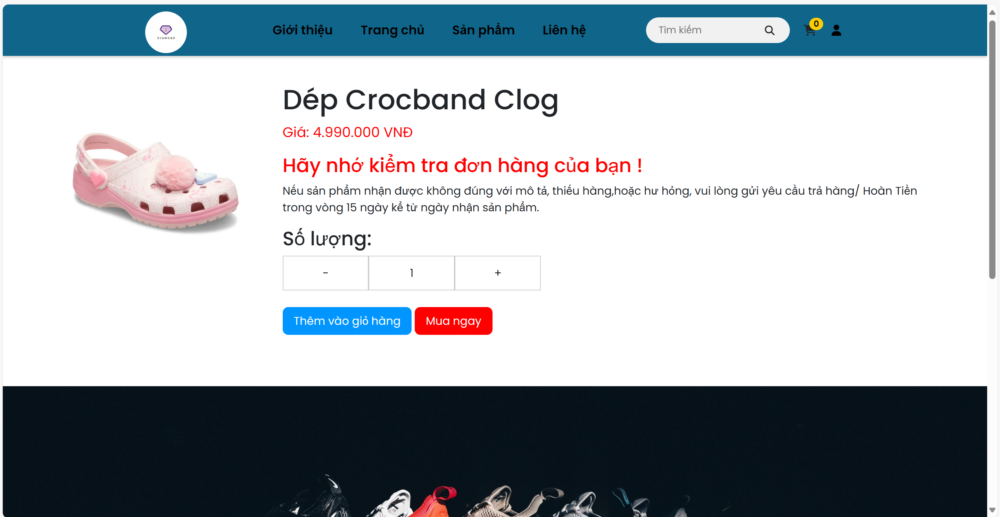 DIAMOND
Giới thiệu
Trang chủ
Sản phẩm
Liên hệ
Tìm kiếm
0
Dép Crocband Clog
Giá: 4.990.000 VNĐ
Hãy nhớ kiểm tra đơn hàng của bạn !
Nếu sản phẩm nhận được không đúng với mô tả, thiếu hàng,hoặc hư hỏng, vui lòng gửi yêu cầu trả hàng/ Hoàn Tiền
trong vòng 15 ngày kể từ ngày nhận sản phẩm.
Số lượng:
- 1 +
Thêm vào giỏ hàng
Mua ngay